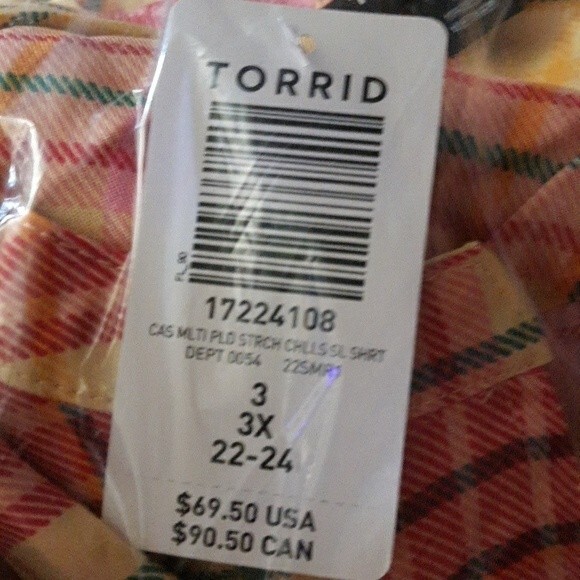 TORRID
17224108
CAS MLTI PLD STRCH CHLLS SL SHRT
DEPT 0054
3
3X
22-24
$69.50 USA
$90.50 CAN